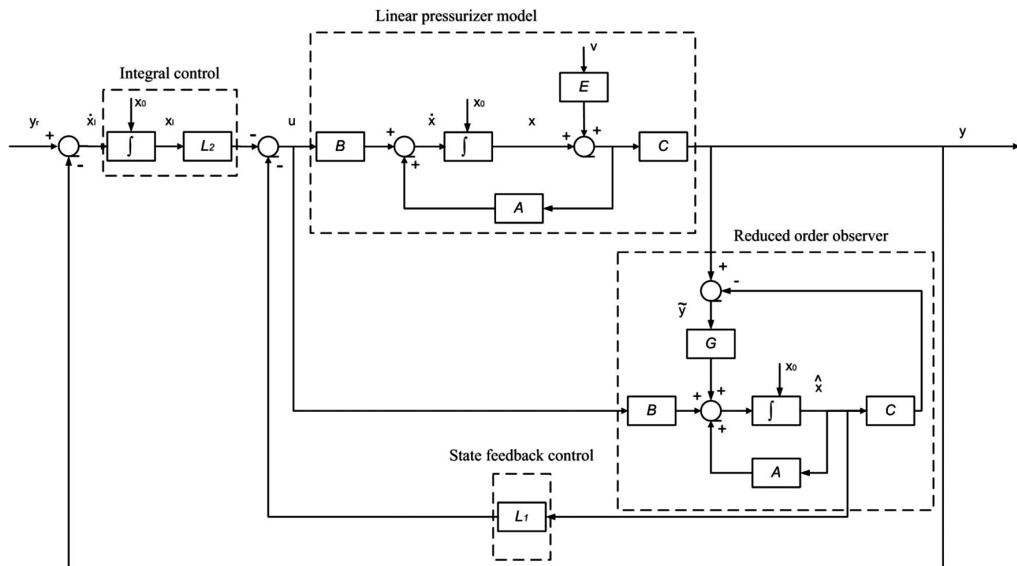 Linear pressurizer model
v
Integral control
E
x₀
x₀
yᵣ
+
ẋᵢ
xᵢ
-
u
+
ẋ
x
+
+
y
∫
L₂
B
∫
C
-
-
+
A
Reduced order observer
+
-
ỹ
G
x₀
x̂
+
+
B
∫
C
+
State feedback control
A
L₁